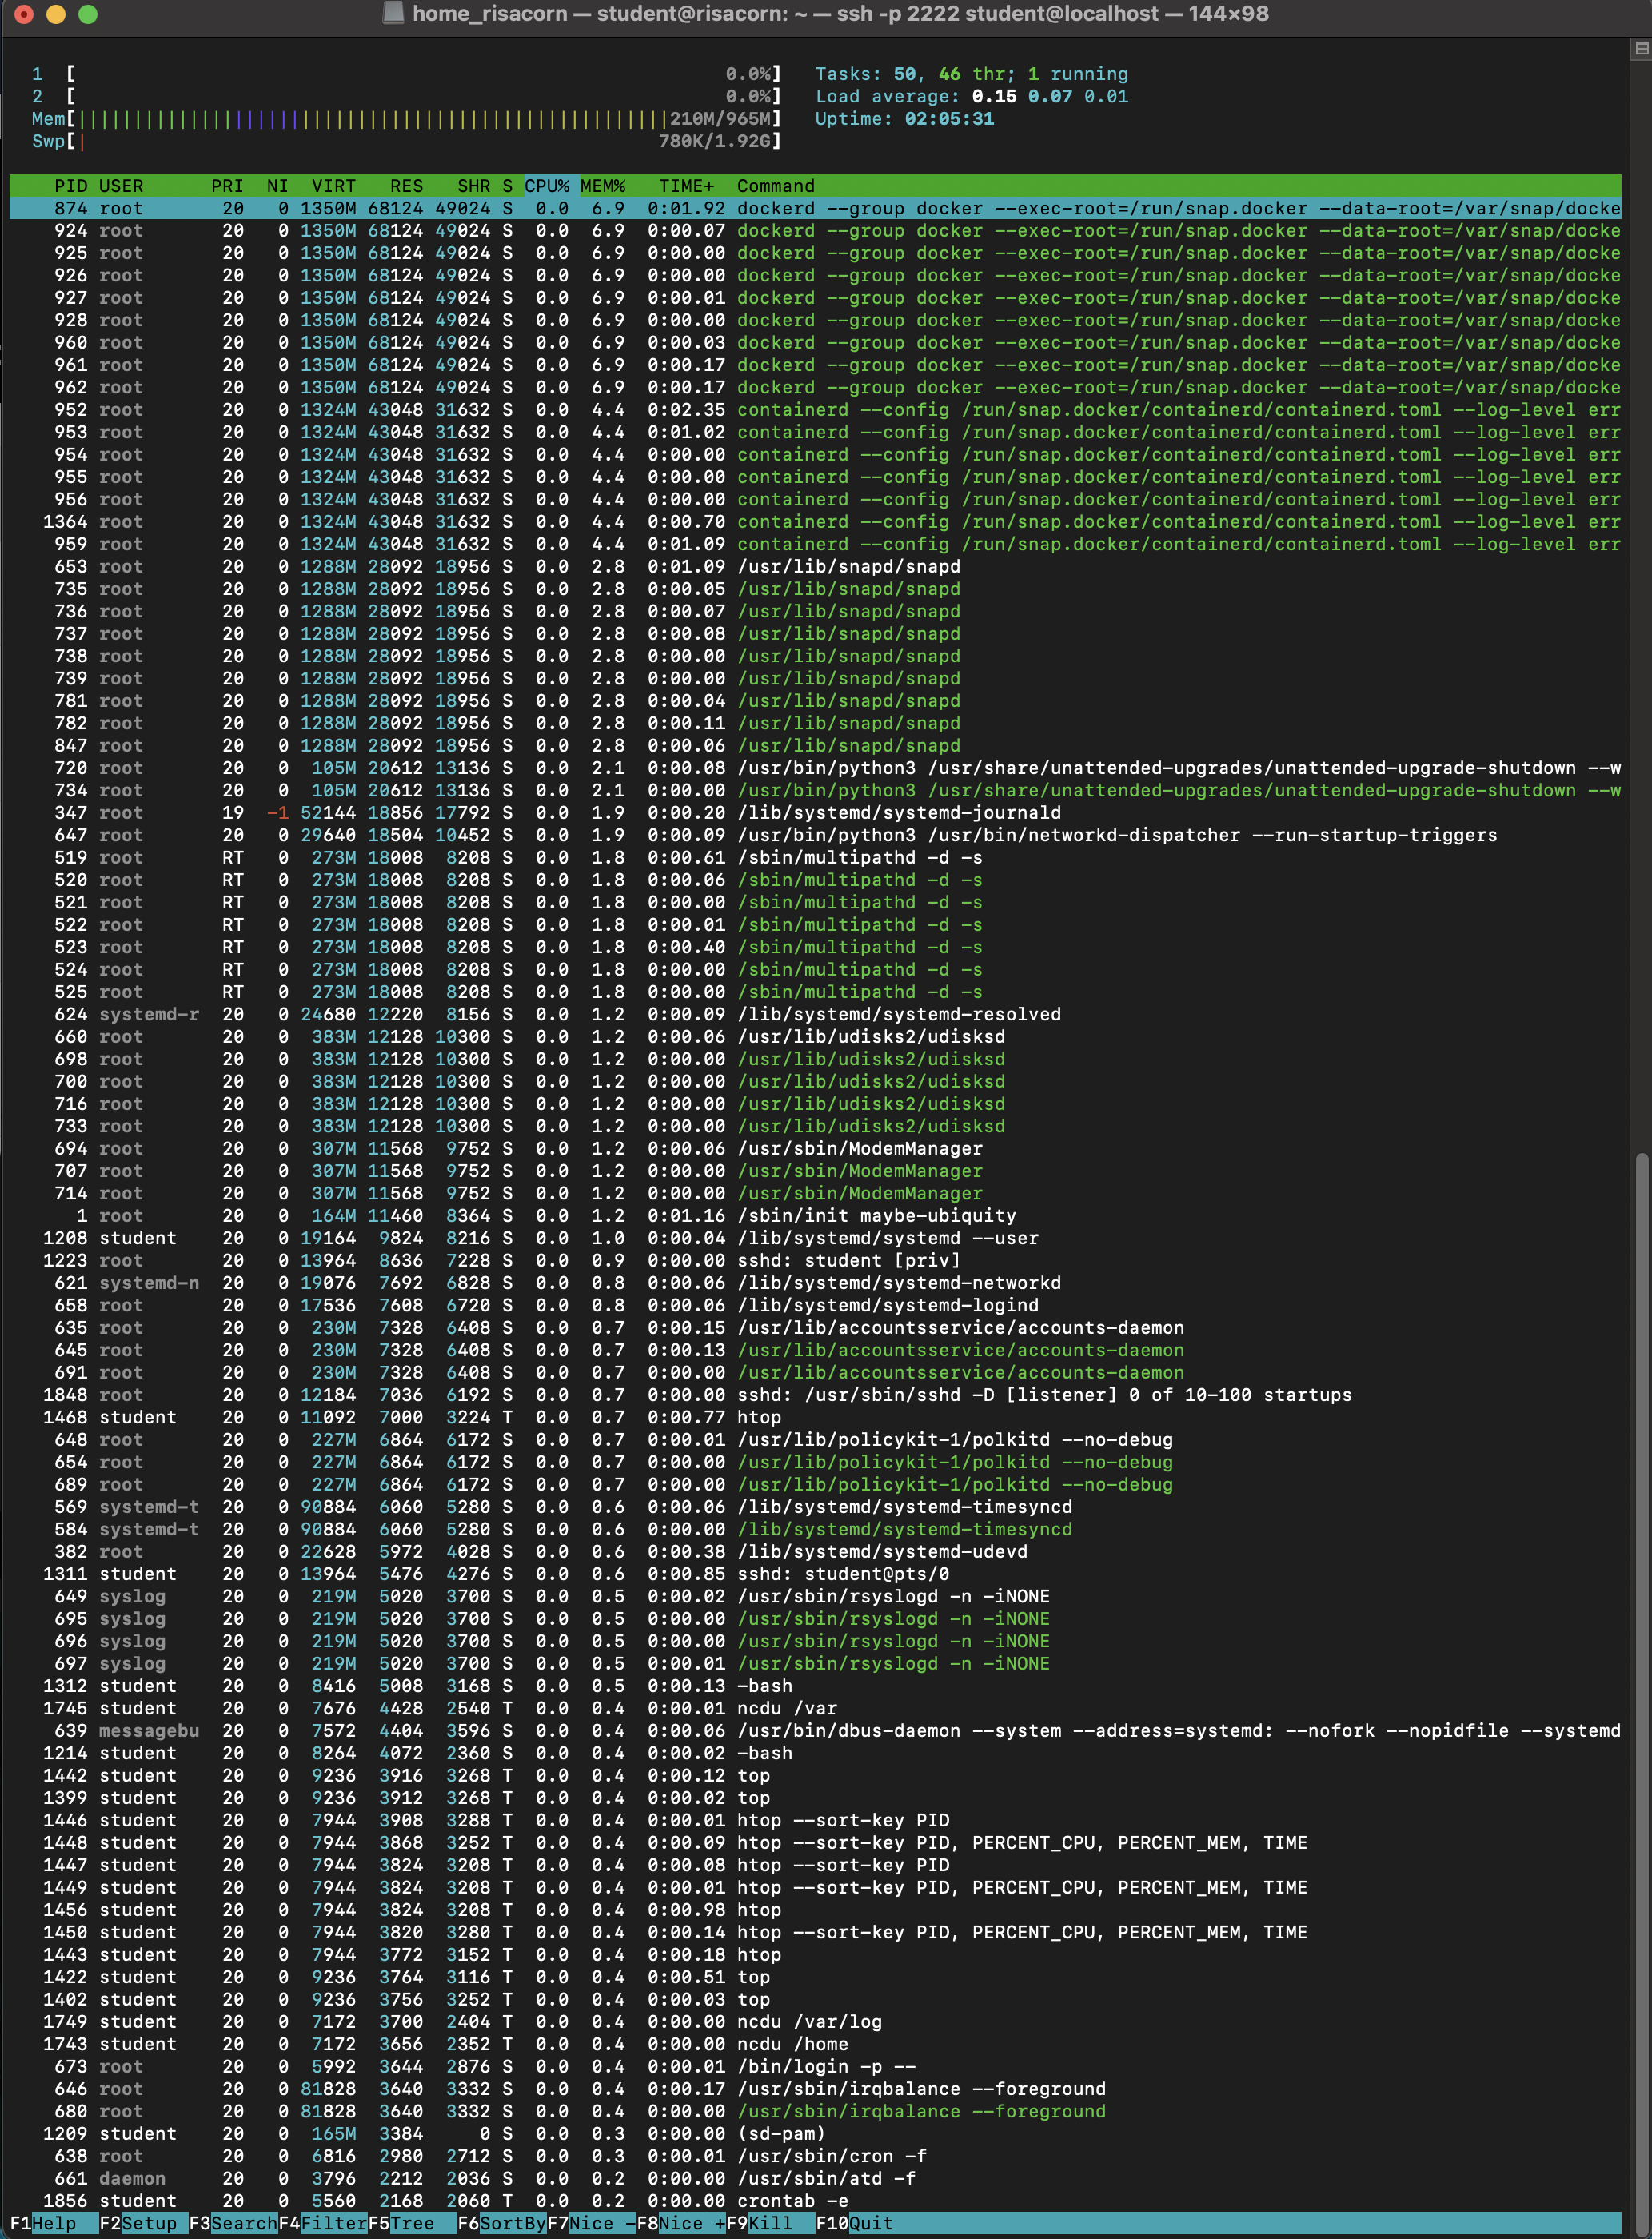 home_risacorn — student@risacorn: ~ — ssh -p 2222 student@localhost — 144×98
1 [ 0.0%] Tasks: 50, 46 thr; 1 running
2 [ 0.0%] Load average: 0.15 0.07 0.01
Mem[||||||||||||||||||||||||||||||||||||||||||||||||||||||210M/965M] Uptime: 02:05:31
Swp[| 780K/1.92G]
PID USER PRI NI VIRT RES SHR S CPU% MEM% TIME+ Command
874 root 20 0 1350M 68124 49024 S 0.0 6.9 0:01.92 dockerd --group docker --exec-root=/run/snap.docker --data-root=/var/snap/docke
924 root 20 0 1350M 68124 49024 S 0.0 6.9 0:00.07 dockerd --group docker --exec-root=/run/snap.docker --data-root=/var/snap/docke
925 root 20 0 1350M 68124 49024 S 0.0 6.9 0:00.00 dockerd --group docker --exec-root=/run/snap.docker --data-root=/var/snap/docke
926 root 20 0 1350M 68124 49024 S 0.0 6.9 0:00.00 dockerd --group docker --exec-root=/run/snap.docker --data-root=/var/snap/docke
927 root 20 0 1350M 68124 49024 S 0.0 6.9 0:00.01 dockerd --group docker --exec-root=/run/snap.docker --data-root=/var/snap/docke
928 root 20 0 1350M 68124 49024 S 0.0 6.9 0:00.00 dockerd --group docker --exec-root=/run/snap.docker --data-root=/var/snap/docke
960 root 20 0 1350M 68124 49024 S 0.0 6.9 0:00.03 dockerd --group docker --exec-root=/run/snap.docker --data-root=/var/snap/docke
961 root 20 0 1350M 68124 49024 S 0.0 6.9 0:00.17 dockerd --group docker --exec-root=/run/snap.docker --data-root=/var/snap/docke
962 root 20 0 1350M 68124 49024 S 0.0 6.9 0:00.17 dockerd --group docker --exec-root=/run/snap.docker --data-root=/var/snap/docke
952 root 20 0 1324M 43048 31632 S 0.0 4.4 0:02.35 containerd --config /run/snap.docker/containerd/containerd.toml --log-level err
953 root 20 0 1324M 43048 31632 S 0.0 4.4 0:01.02 containerd --config /run/snap.docker/containerd/containerd.toml --log-level err
954 root 20 0 1324M 43048 31632 S 0.0 4.4 0:00.00 containerd --config /run/snap.docker/containerd/containerd.toml --log-level err
955 root 20 0 1324M 43048 31632 S 0.0 4.4 0:00.00 containerd --config /run/snap.docker/containerd/containerd.toml --log-level err
956 root 20 0 1324M 43048 31632 S 0.0 4.4 0:00.00 containerd --config /run/snap.docker/containerd/containerd.toml --log-level err
1364 root 20 0 1324M 43048 31632 S 0.0 4.4 0:00.70 containerd --config /run/snap.docker/containerd/containerd.toml --log-level err
959 root 20 0 1324M 43048 31632 S 0.0 4.4 0:01.09 containerd --config /run/snap.docker/containerd/containerd.toml --log-level err
653 root 20 0 1288M 28092 18956 S 0.0 2.8 0:01.09 /usr/lib/snapd/snapd
735 root 20 0 1288M 28092 18956 S 0.0 2.8 0:00.05 /usr/lib/snapd/snapd
736 root 20 0 1288M 28092 18956 S 0.0 2.8 0:00.07 /usr/lib/snapd/snapd
737 root 20 0 1288M 28092 18956 S 0.0 2.8 0:00.08 /usr/lib/snapd/snapd
738 root 20 0 1288M 28092 18956 S 0.0 2.8 0:00.00 /usr/lib/snapd/snapd
739 root 20 0 1288M 28092 18956 S 0.0 2.8 0:00.00 /usr/lib/snapd/snapd
781 root 20 0 1288M 28092 18956 S 0.0 2.8 0:00.04 /usr/lib/snapd/snapd
782 root 20 0 1288M 28092 18956 S 0.0 2.8 0:00.11 /usr/lib/snapd/snapd
847 root 20 0 1288M 28092 18956 S 0.0 2.8 0:00.06 /usr/lib/snapd/snapd
720 root 20 0 105M 20612 13136 S 0.0 2.1 0:00.08 /usr/bin/python3 /usr/share/unattended-upgrades/unattended-upgrade-shutdown --w
734 root 20 0 105M 20612 13136 S 0.0 2.1 0:00.00 /usr/bin/python3 /usr/share/unattended-upgrades/unattended-upgrade-shutdown --w
347 root 19 -1 52144 18856 17792 S 0.0 1.9 0:00.20 /lib/systemd/systemd-journald
647 root 20 0 29640 18504 10452 S 0.0 1.9 0:00.09 /usr/bin/python3 /usr/bin/networkd-dispatcher --run-startup-triggers
519 root RT 0 273M 18008 8208 S 0.0 1.8 0:00.61 /sbin/multipathd -d -s
520 root RT 0 273M 18008 8208 S 0.0 1.8 0:00.06 /sbin/multipathd -d -s
521 root RT 0 273M 18008 8208 S 0.0 1.8 0:00.00 /sbin/multipathd -d -s
522 root RT 0 273M 18008 8208 S 0.0 1.8 0:00.01 /sbin/multipathd -d -s
523 root RT 0 273M 18008 8208 S 0.0 1.8 0:00.40 /sbin/multipathd -d -s
524 root RT 0 273M 18008 8208 S 0.0 1.8 0:00.00 /sbin/multipathd -d -s
525 root RT 0 273M 18008 8208 S 0.0 1.8 0:00.00 /sbin/multipathd -d -s
624 systemd-r 20 0 24680 12220 8156 S 0.0 1.2 0:00.09 /lib/systemd/systemd-resolved
660 root 20 0 383M 12128 10300 S 0.0 1.2 0:00.06 /usr/lib/udisks2/udisksd
698 root 20 0 383M 12128 10300 S 0.0 1.2 0:00.00 /usr/lib/udisks2/udisksd
700 root 20 0 383M 12128 10300 S 0.0 1.2 0:00.00 /usr/lib/udisks2/udisksd
716 root 20 0 383M 12128 10300 S 0.0 1.2 0:00.00 /usr/lib/udisks2/udisksd
733 root 20 0 383M 12128 10300 S 0.0 1.2 0:00.00 /usr/lib/udisks2/udisksd
694 root 20 0 307M 11568 9752 S 0.0 1.2 0:00.06 /usr/sbin/ModemManager
707 root 20 0 307M 11568 9752 S 0.0 1.2 0:00.00 /usr/sbin/ModemManager
714 root 20 0 307M 11568 9752 S 0.0 1.2 0:00.00 /usr/sbin/ModemManager
1 root 20 0 164M 11460 8364 S 0.0 1.2 0:01.16 /sbin/init maybe-ubiquity
1208 student 20 0 19164 9824 8216 S 0.0 1.0 0:00.04 /lib/systemd/systemd --user
1223 root 20 0 13964 8636 7228 S 0.0 0.9 0:00.00 sshd: student [priv]
621 systemd-n 20 0 19076 7692 6828 S 0.0 0.8 0:00.06 /lib/systemd/systemd-networkd
658 root 20 0 17536 7608 6720 S 0.0 0.8 0:00.06 /lib/systemd/systemd-logind
635 root 20 0 230M 7328 6408 S 0.0 0.7 0:00.15 /usr/lib/accountsservice/accounts-daemon
645 root 20 0 230M 7328 6408 S 0.0 0.7 0:00.13 /usr/lib/accountsservice/accounts-daemon
691 root 20 0 230M 7328 6408 S 0.0 0.7 0:00.00 /usr/lib/accountsservice/accounts-daemon
1848 root 20 0 12184 7036 6192 S 0.0 0.7 0:00.00 sshd: /usr/sbin/sshd -D [listener] 0 of 10-100 startups
1468 student 20 0 11092 7000 3224 T 0.0 0.7 0:00.77 htop
648 root 20 0 227M 6864 6172 S 0.0 0.7 0:00.01 /usr/lib/policykit-1/polkitd --no-debug
654 root 20 0 227M 6864 6172 S 0.0 0.7 0:00.00 /usr/lib/policykit-1/polkitd --no-debug
689 root 20 0 227M 6864 6172 S 0.0 0.7 0:00.00 /usr/lib/policykit-1/polkitd --no-debug
569 systemd-t 20 0 90884 6060 5280 S 0.0 0.6 0:00.06 /lib/systemd/systemd-timesyncd
584 systemd-t 20 0 90884 6060 5280 S 0.0 0.6 0:00.00 /lib/systemd/systemd-timesyncd
382 root 20 0 22628 5972 4028 S 0.0 0.6 0:00.38 /lib/systemd/systemd-udevd
1311 student 20 0 13964 5476 4276 S 0.0 0.6 0:00.85 sshd: student@pts/0
649 syslog 20 0 219M 5020 3700 S 0.0 0.5 0:00.02 /usr/sbin/rsyslogd -n -iNONE
695 syslog 20 0 219M 5020 3700 S 0.0 0.5 0:00.00 /usr/sbin/rsyslogd -n -iNONE
696 syslog 20 0 219M 5020 3700 S 0.0 0.5 0:00.00 /usr/sbin/rsyslogd -n -iNONE
697 syslog 20 0 219M 5020 3700 S 0.0 0.5 0:00.01 /usr/sbin/rsyslogd -n -iNONE
1312 student 20 0 8416 5008 3168 S 0.0 0.5 0:00.13 -bash
1745 student 20 0 7676 4428 2540 T 0.0 0.4 0:00.01 ncdu /var
639 messagebu 20 0 7572 4404 3596 S 0.0 0.4 0:00.06 /usr/bin/dbus-daemon --system --address=systemd: --nofork --nopidfile --systemd
1214 student 20 0 8264 4072 2360 S 0.0 0.4 0:00.02 -bash
1442 student 20 0 9236 3916 3268 T 0.0 0.4 0:00.12 top
1399 student 20 0 9236 3912 3268 T 0.0 0.4 0:00.02 top
1446 student 20 0 7944 3908 3288 T 0.0 0.4 0:00.01 htop --sort-key PID
1448 student 20 0 7944 3868 3252 T 0.0 0.4 0:00.09 htop --sort-key PID, PERCENT_CPU, PERCENT_MEM, TIME
1447 student 20 0 7944 3824 3208 T 0.0 0.4 0:00.08 htop --sort-key PID
1449 student 20 0 7944 3824 3208 T 0.0 0.4 0:00.01 htop --sort-key PID, PERCENT_CPU, PERCENT_MEM, TIME
1456 student 20 0 7944 3824 3208 T 0.0 0.4 0:00.98 htop
1450 student 20 0 7944 3820 3280 T 0.0 0.4 0:00.14 htop --sort-key PID, PERCENT_CPU, PERCENT_MEM, TIME
1443 student 20 0 7944 3772 3152 T 0.0 0.4 0:00.18 htop
1422 student 20 0 9236 3764 3116 T 0.0 0.4 0:00.51 top
1402 student 20 0 9236 3756 3252 T 0.0 0.4 0:00.03 top
1749 student 20 0 7172 3700 2404 T 0.0 0.4 0:00.00 ncdu /var/log
1743 student 20 0 7172 3656 2352 T 0.0 0.4 0:00.00 ncdu /home
673 root 20 0 5992 3644 2876 S 0.0 0.4 0:00.01 /bin/login -p --
646 root 20 0 81828 3640 3332 S 0.0 0.4 0:00.17 /usr/sbin/irqbalance --foreground
680 root 20 0 81828 3640 3332 S 0.0 0.4 0:00.00 /usr/sbin/irqbalance --foreground
1209 student 20 0 165M 3384 0 S 0.0 0.3 0:00.00 (sd-pam)
638 root 20 0 6816 2980 2712 S 0.0 0.3 0:00.01 /usr/sbin/cron -f
661 daemon 20 0 3796 2212 2036 S 0.0 0.2 0:00.00 /usr/sbin/atd -f
1856 student 20 0 5560 2168 2060 T 0.0 0.2 0:00.00 crontab -e
F1Help F2Setup F3SearchF4FilterF5Tree F6SortByF7Nice -F8Nice +F9Kill F10Quit